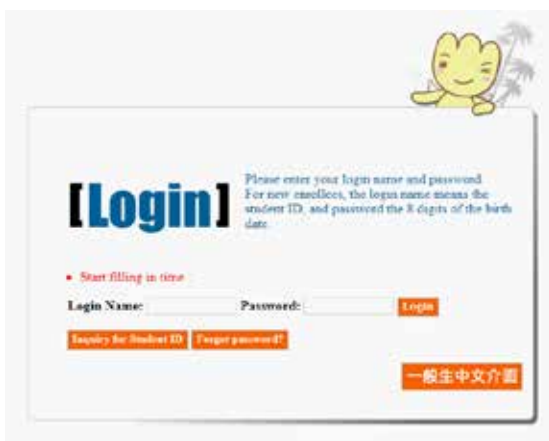 [Login]
Please enter your login name and password.
For new enrollees, the login name means the
student ID, and password the 8 digits of the birth
date.
Start filling in time
Login Name:
Password:
Login
Inquiry for Student ID
Forget password?
一般生中文介面